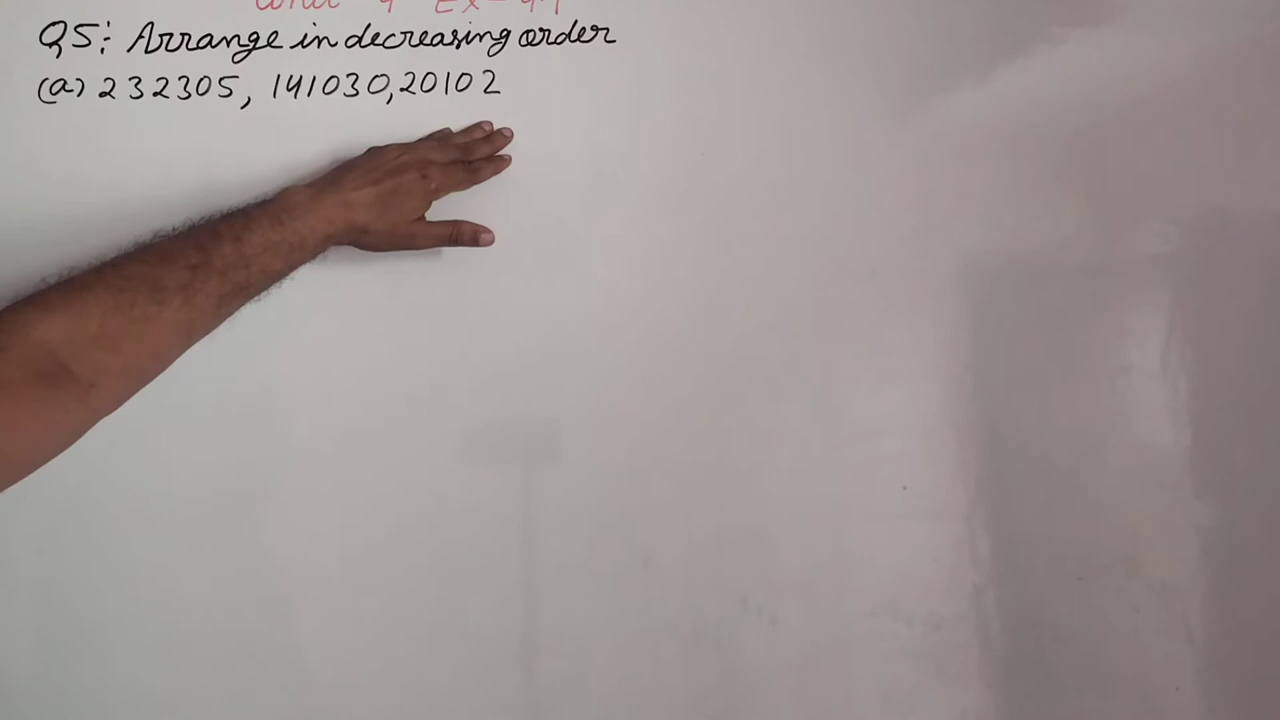 Q5: Arrange in decreasing order
(a) 232305, 141030, 20102